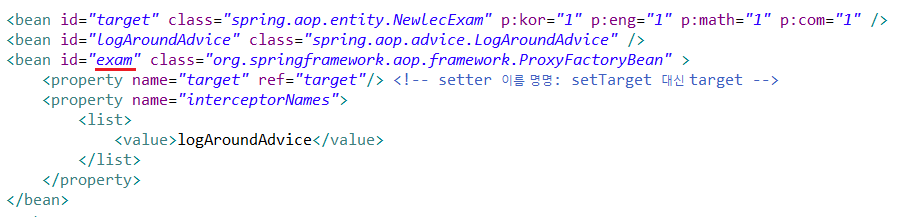 <bean id="target" class="spring.aop.entity.NewlecExam" p:kor="1" p:eng="1" p:math="1" p:com="1" />
<bean id="logAroundAdvice" class="spring.aop.advice.LogAroundAdvice" />
<bean id="exam" class="org.springframework.aop.framework.ProxyFactoryBean" >
    <property name="target" ref="target"/> <!-- setter 이름 명명: setTarget 대신 target -->
    <property name="interceptorNames">
        <list>
            <value>logAroundAdvice</value>
        </list>
    </property>
</bean>